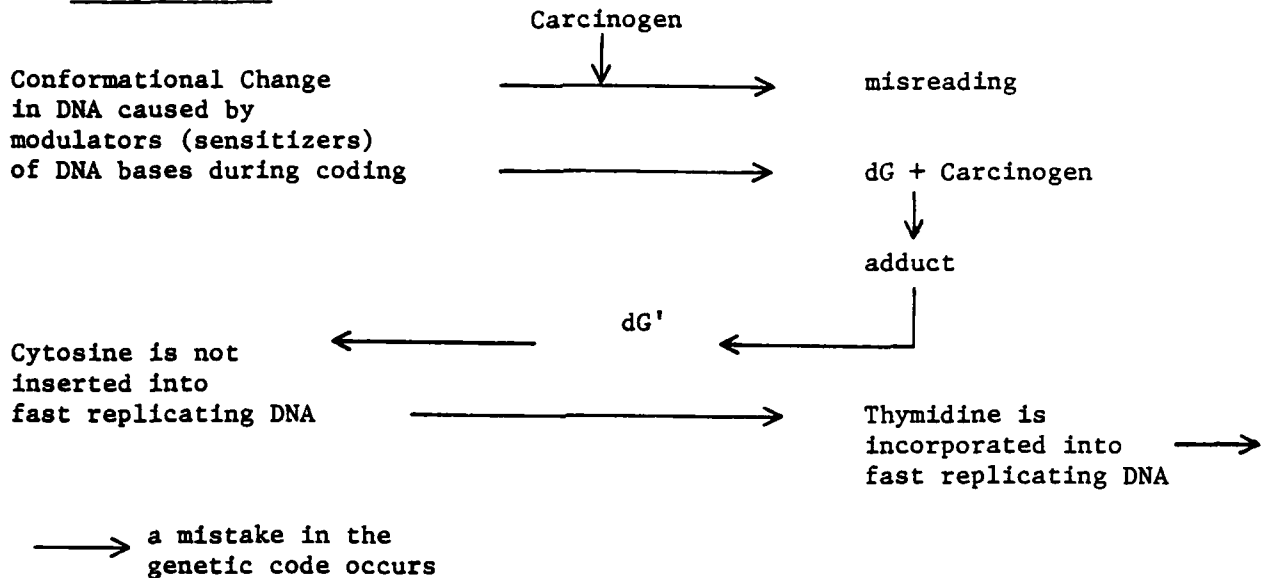 Carcinogen
Conformational Change
in DNA caused by
modulators (sensitizers)
of DNA bases during coding
misreading
dG + Carcinogen
adduct
dG'
Cytosine is not
inserted into
fast replicating DNA
Thymidine is
incorporated into
fast replicating DNA
a mistake in the
genetic code occurs